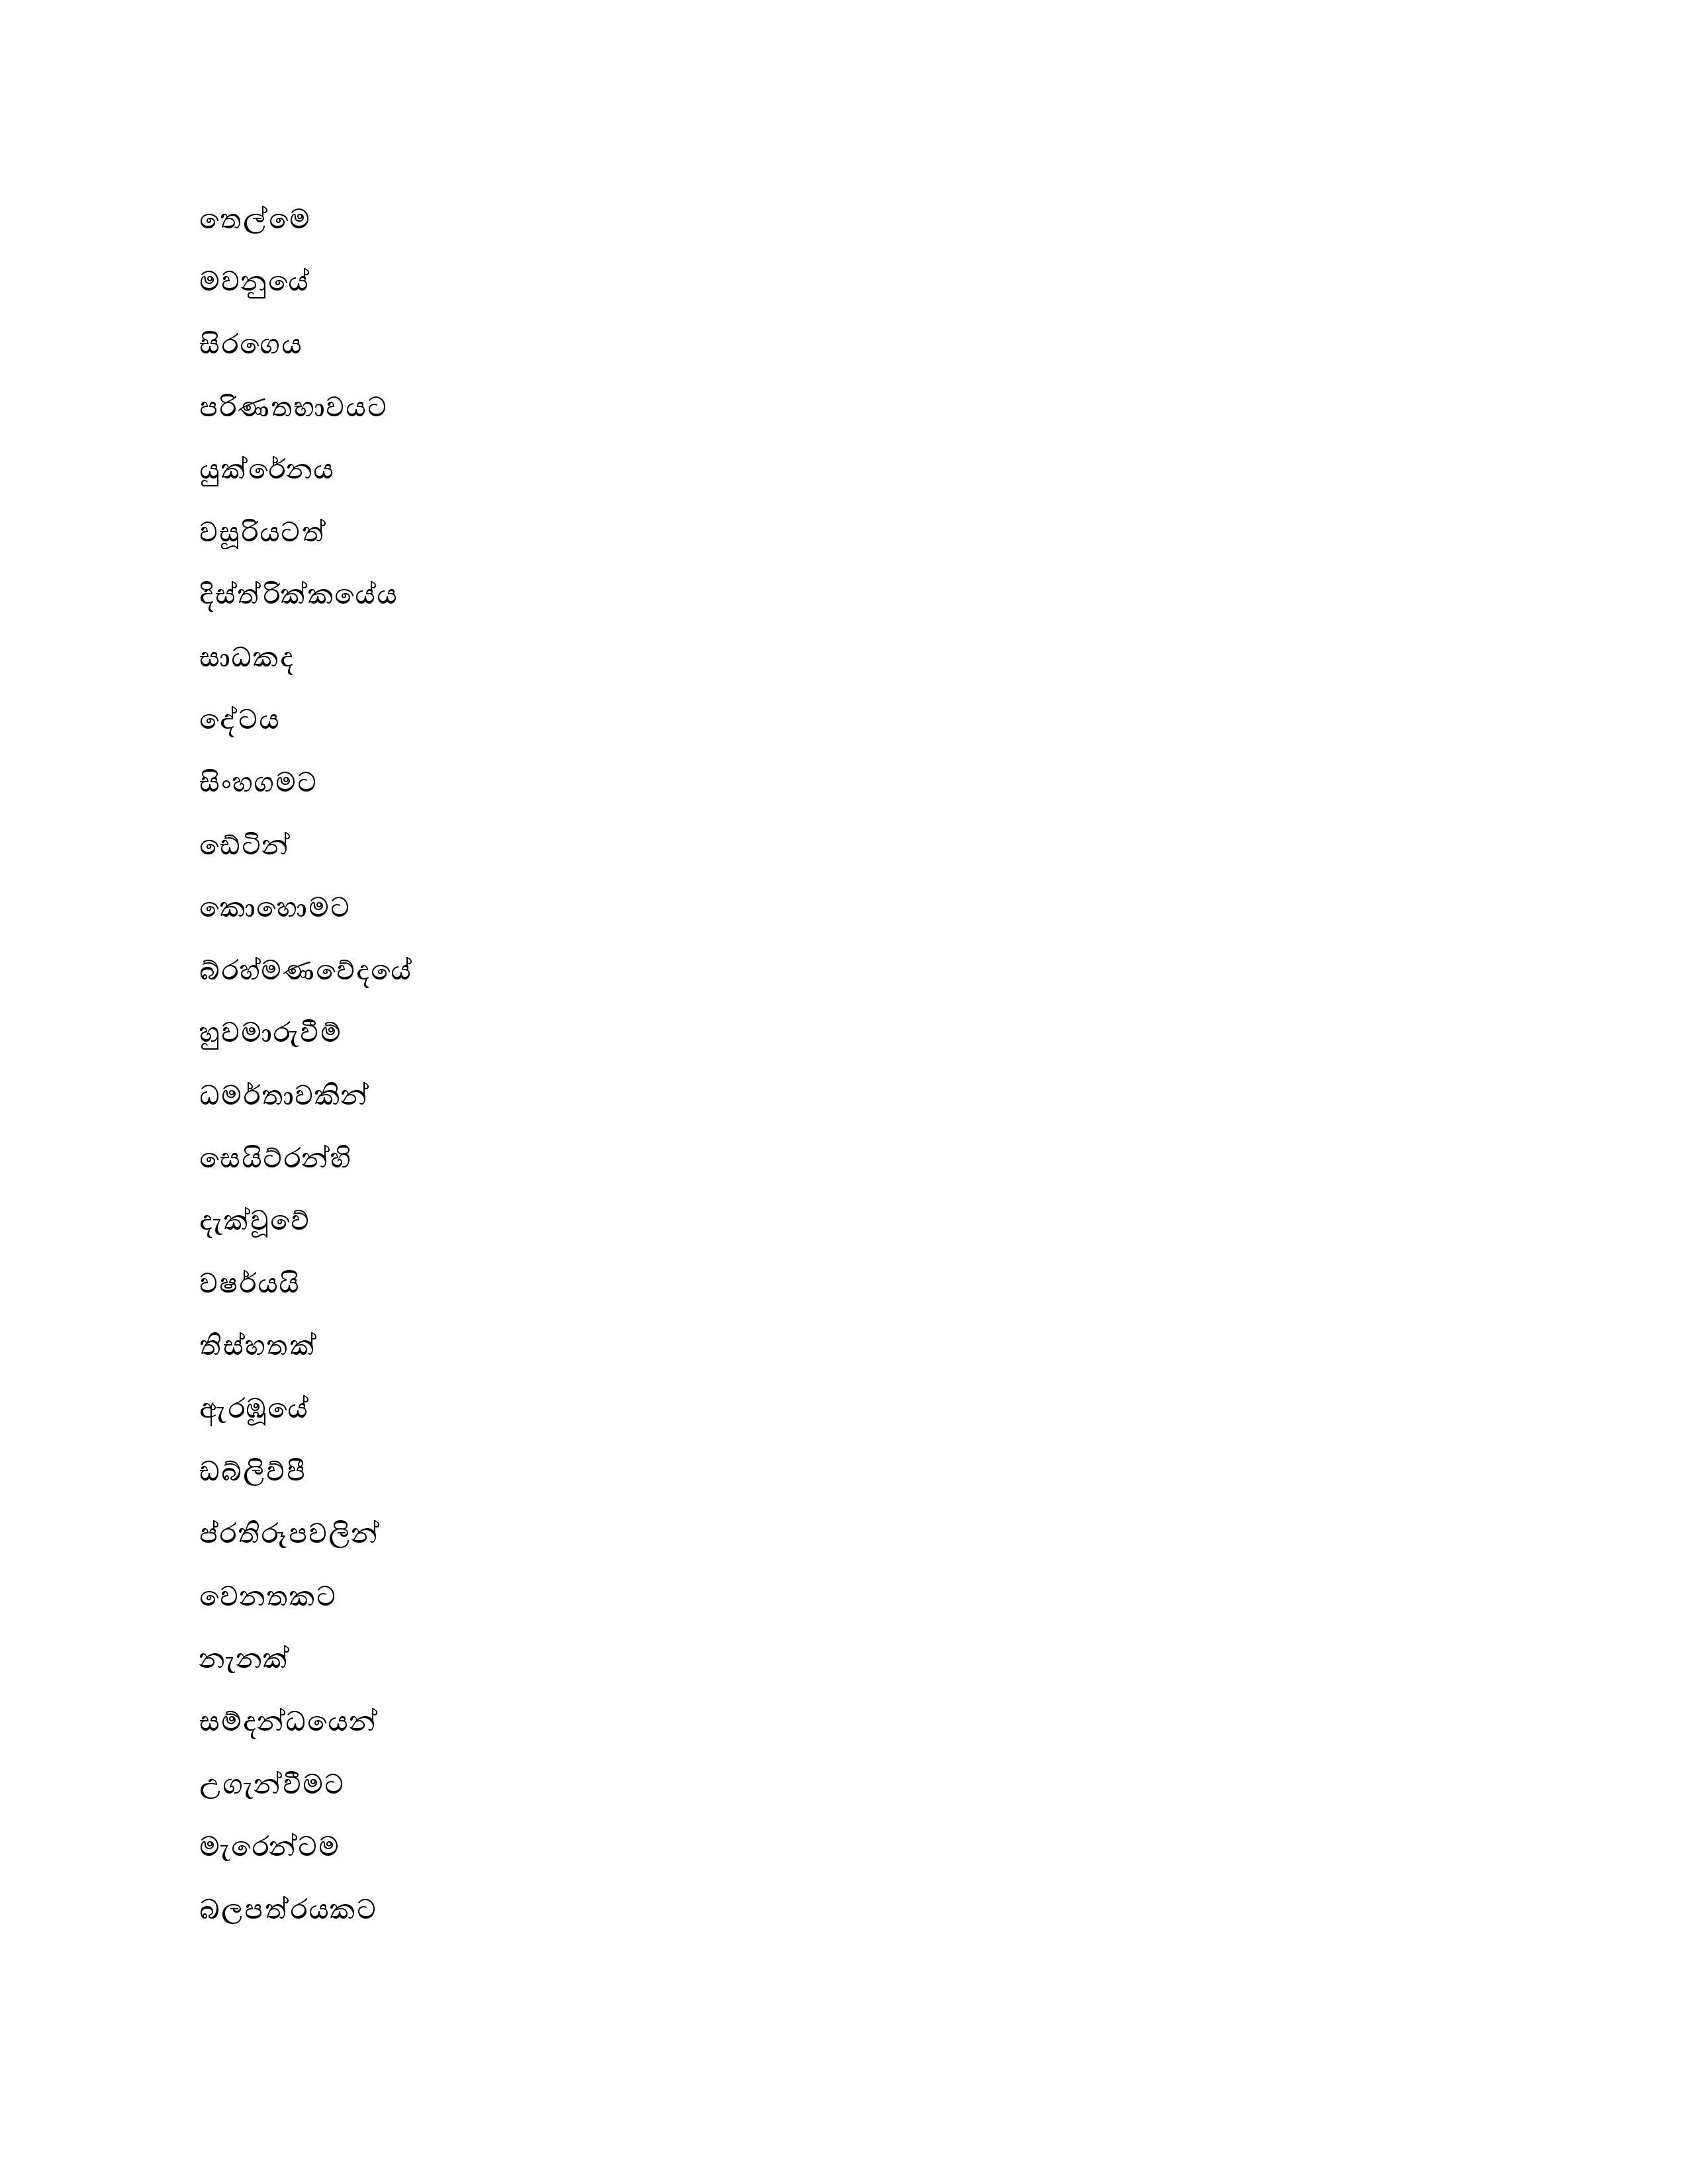 තෙල්මෙ
මවනුයේ
සිරගෙය
පරිණතභාවයට
යුක්රේනය
වසූරියටත්
දිස්ත්රික්කයේය
සාධකද
දේටය
සිංහගමට
ඩේටින්
කොහොමට
බ්රහ්මණවේදයේ
හුවමාරුවීම්
ධමර්තාවකින්
සෙයිට්රන්හි
දැක්වූවේ
වෂර්යයි
තිස්හතක්
ඇරඹූයේ
ඩබ්ලිව්පී
ප්රතිරූපවලින්
වෙනතකට
නැනක්
සම්දන්ධයෙන්
උගැන්වීමට
මැරෙන්ටම
බලපත්රයකට